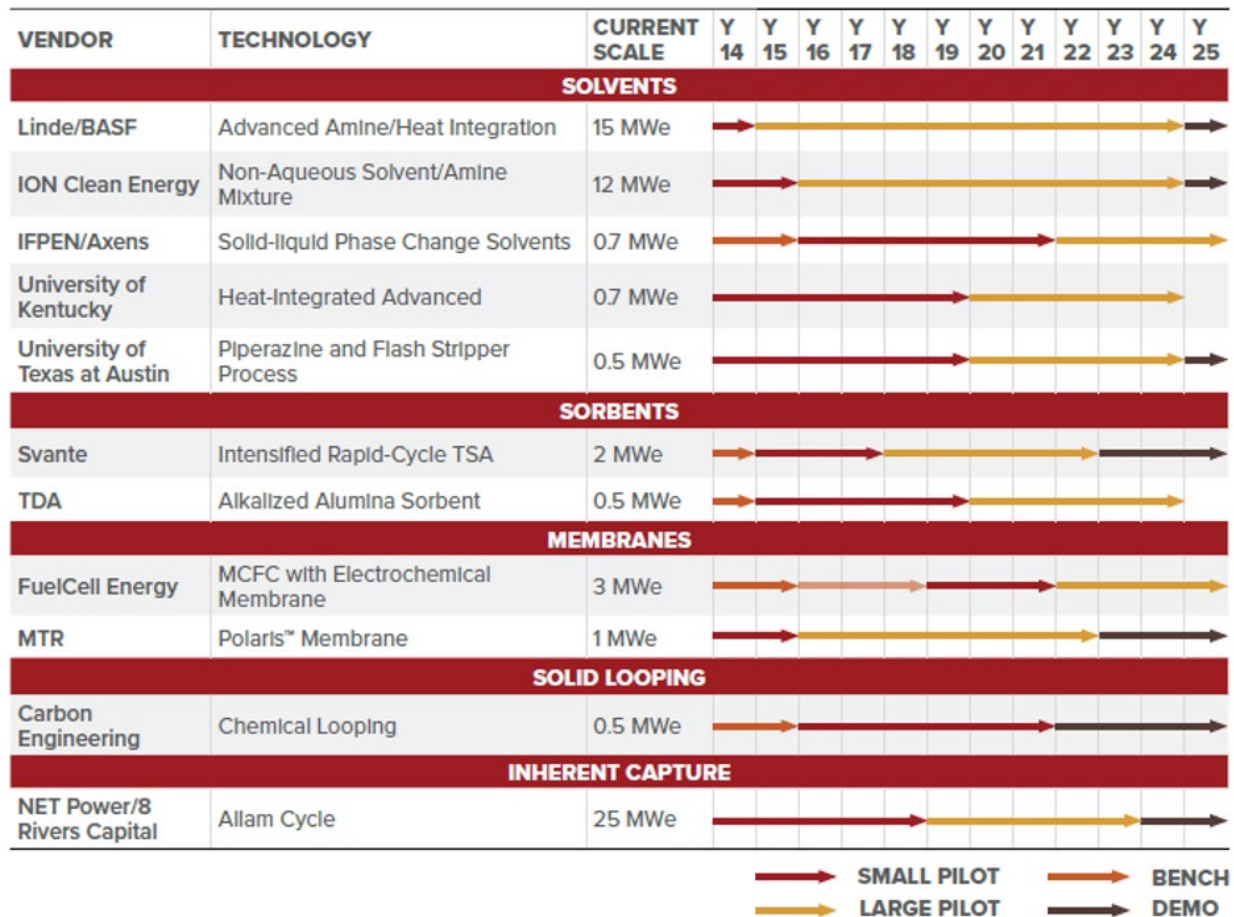 VENDOR TECHNOLOGY CURRENT SCALE Y 14 Y 15 Y 16 Y 17 Y 18 Y 19 Y 20 Y 21 Y 22 Y 23 Y 24 Y 25
SOLVENTS
Linde/BASF Advanced Amine/Heat Integration 15 MWe
ION Clean Energy Non-Aqueous Solvent/Amine Mixture 12 MWe
IFPEN/Axens Solid-liquid Phase Change Solvents 0.7 MWe
University of Kentucky Heat-Integrated Advanced 0.7 MWe
University of Texas at Austin Piperazine and Flash Stripper Process 0.5 MWe
SORBENTS
Svante Intensified Rapid-Cycle TSA 2 MWe
TDA Alkalized Alumina Sorbent 0.5 MWe
MEMBRANES
FuelCell Energy MCFC with Electrochemical Membrane 3 MWe
MTR Polaris™ Membrane 1 MWe
SOLID LOOPING
Carbon Engineering Chemical Looping 0.5 MWe
INHERENT CAPTURE
NET Power/8 Rivers Capital Allam Cycle 25 MWe
SMALL PILOT BENCH
LARGE PILOT DEMO